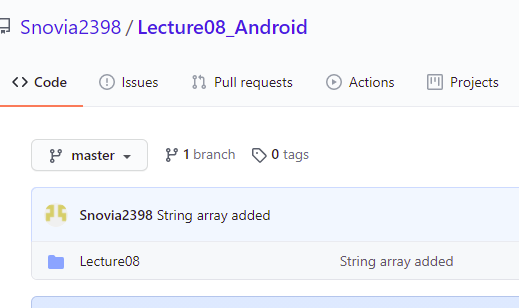 Snovia2398 / Lecture08_Android
Code Issues Pull requests Actions Projects
master 1 branch 0 tags
Snovia2398 String array added
Lecture08 String array added